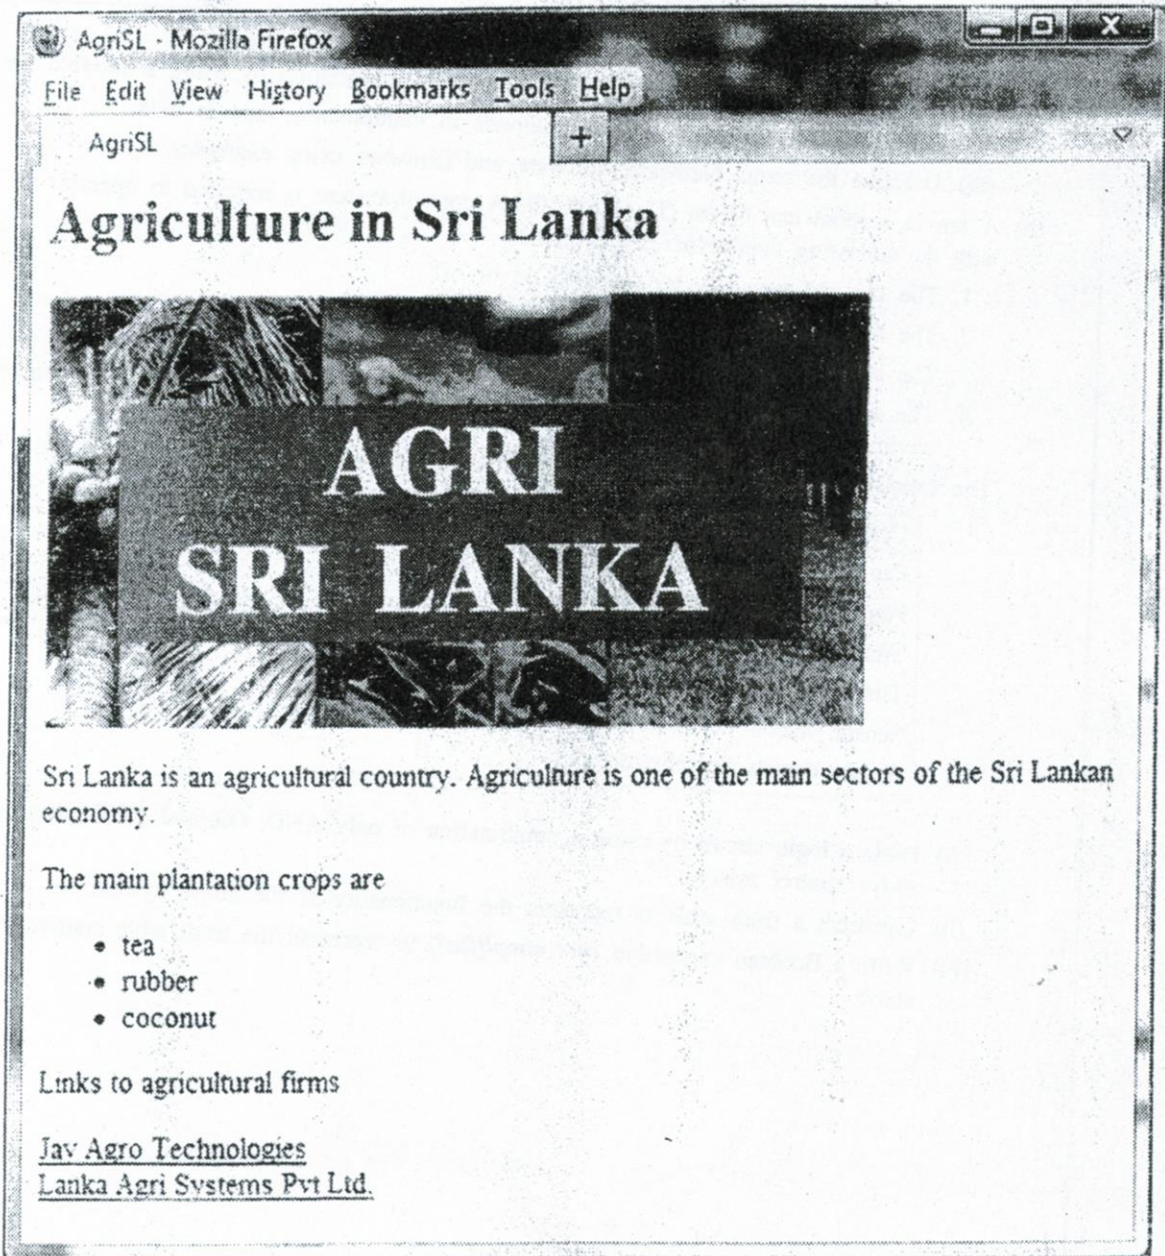 AgriSL - Mozilla Firefox
File Edit View History Bookmarks Tools Help
AgriSL +
Agriculture in Sri Lanka
AGRI
SRI LANKA
Sri Lanka is an agricultural country. Agriculture is one of the main sectors of the Sri Lankan
economy.
The main plantation crops are
• tea
• rubber
• coconut
Links to agricultural firms
Jay Agro Technologies
Lanka Agri Systems Pvt Ltd.